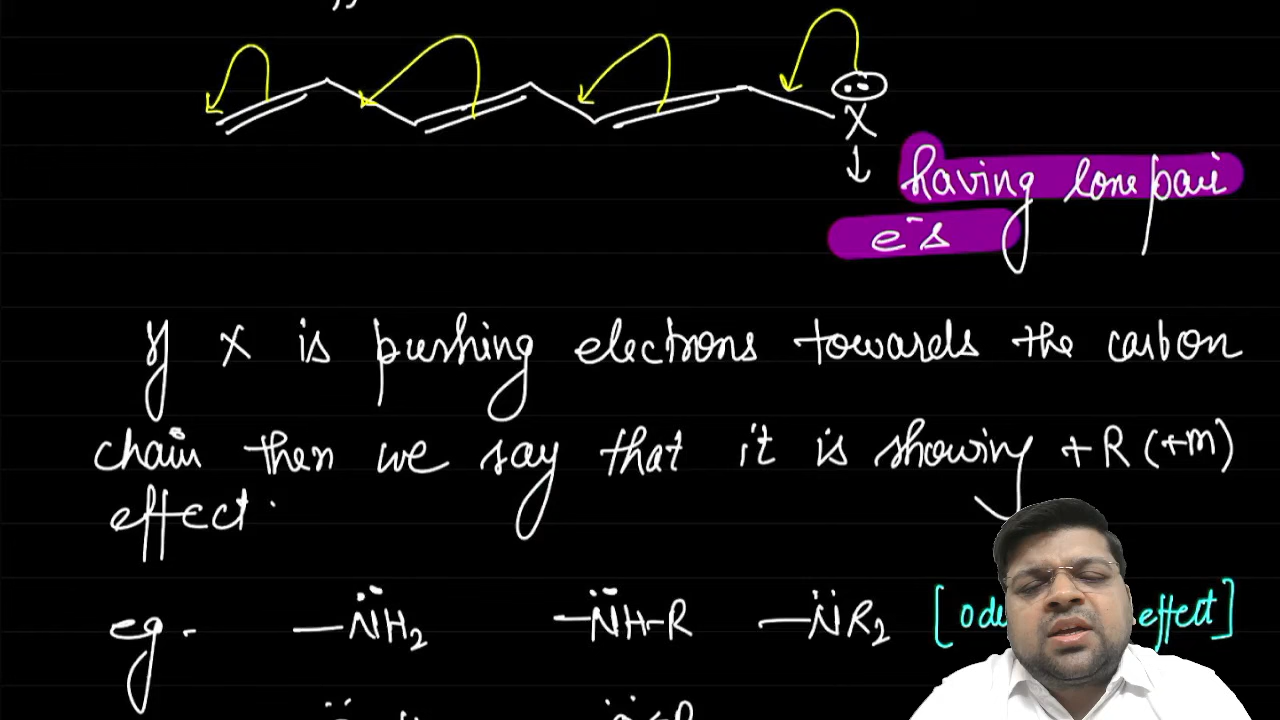 X
having lone pair
e⁻s
If X is pushing electrons towards the carbon
chain then we say that it is showing +R (+m)
effect.
eg. —N̈H₂ —N̈H-R —N̈R₂ [ effect]